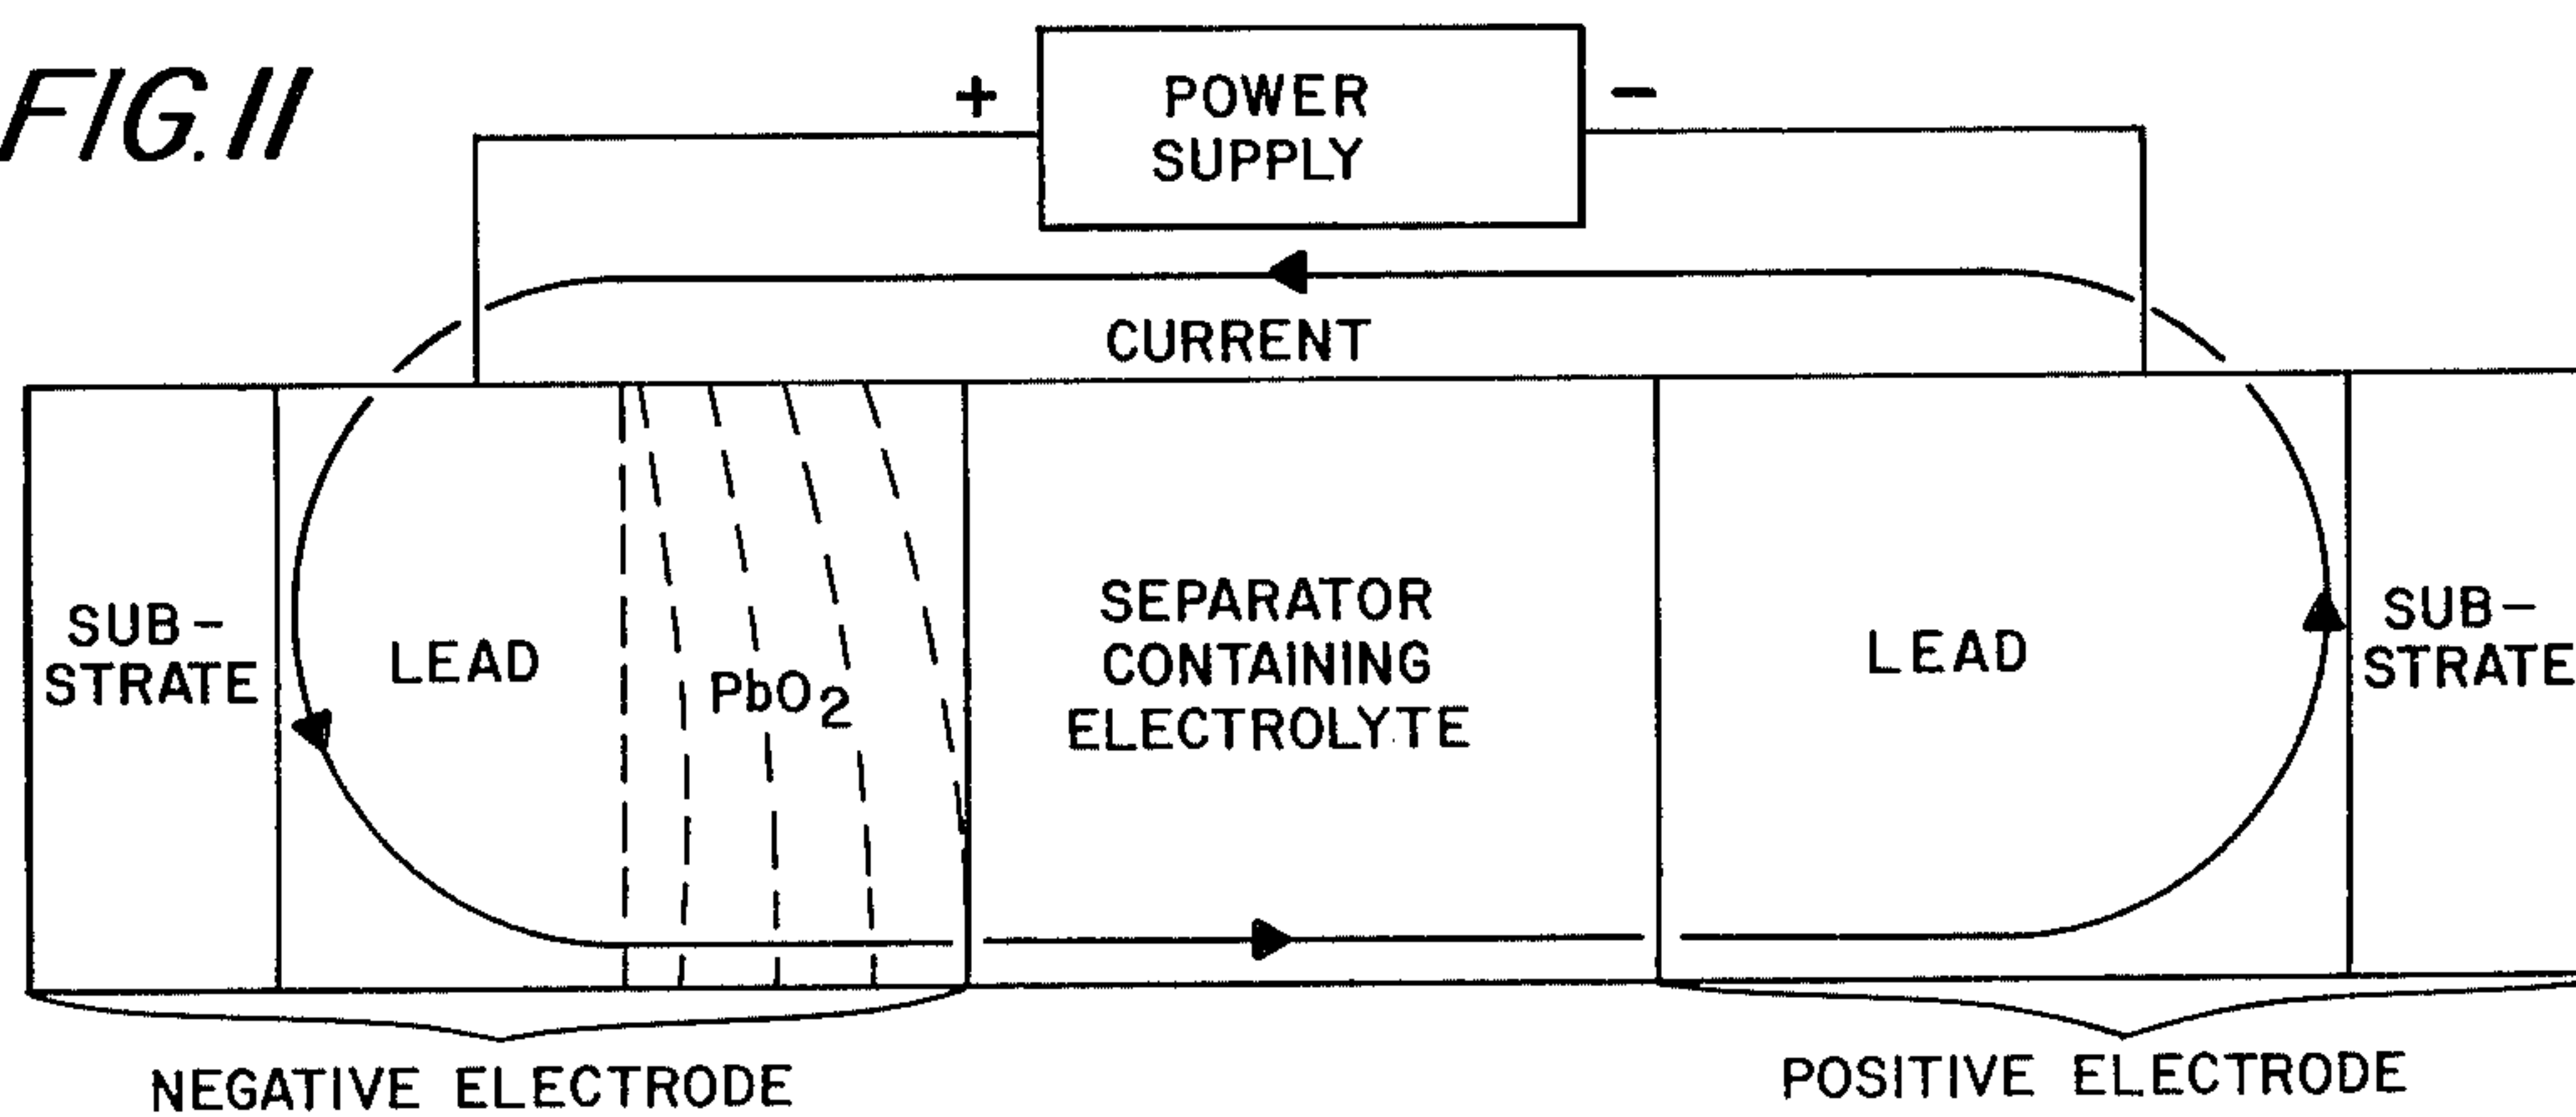 FIG.11
+ POWER −
SUPPLY
CURRENT
SUB-
STRATE
LEAD
PbO2
SEPARATOR
CONTAINING
ELECTROLYTE
LEAD
SUB-
STRATE
NEGATIVE ELECTRODE
POSITIVE ELECTRODE